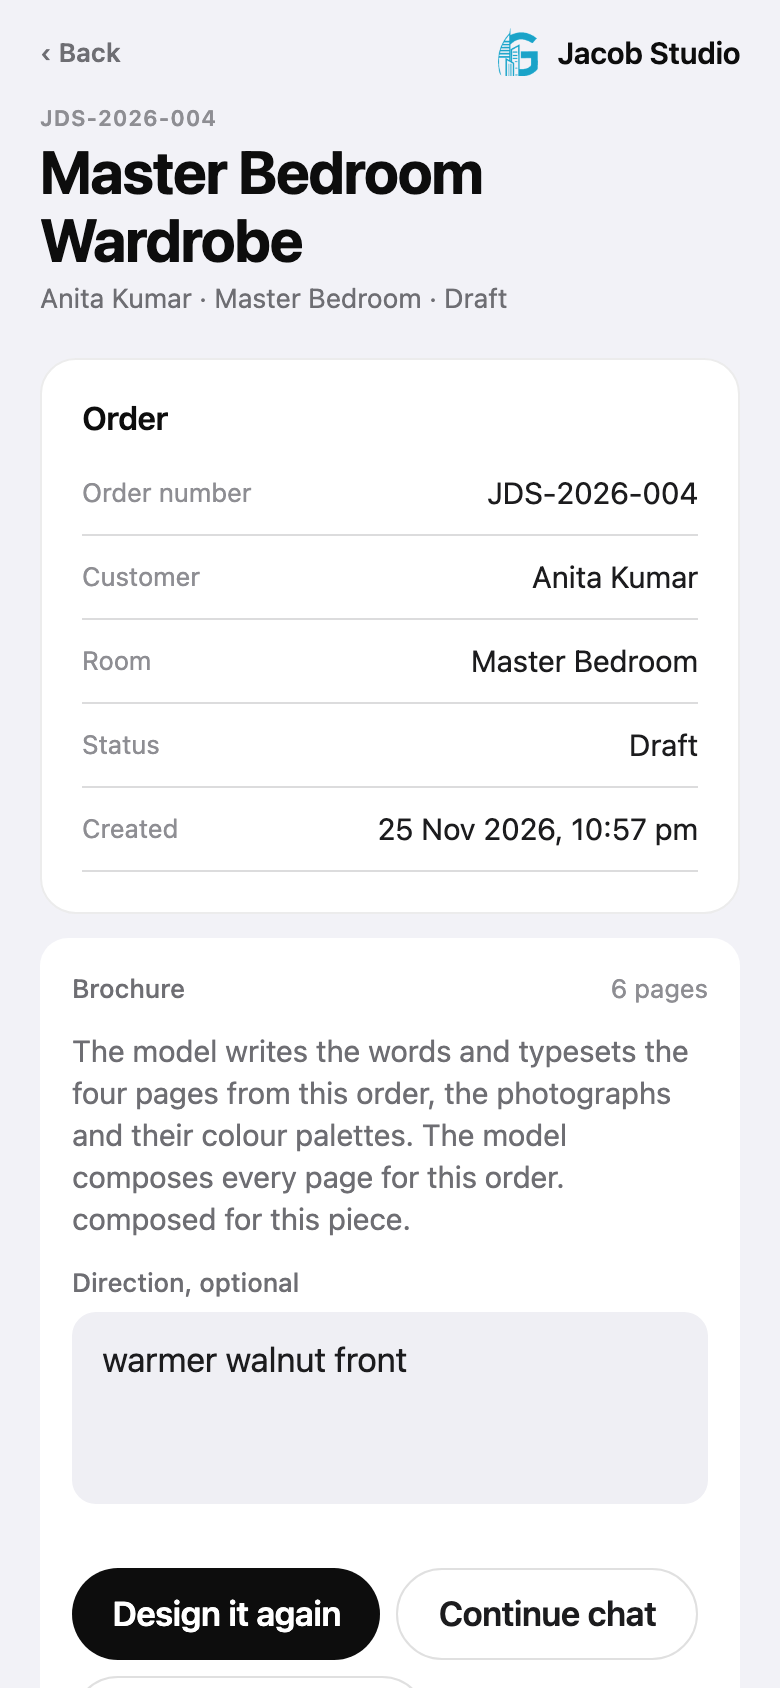 ‹ Back
Jacob Studio
JDS-2026-004
Master Bedroom
Wardrobe
Anita Kumar · Master Bedroom · Draft
Order
Order number JDS-2026-004
Customer Anita Kumar
Room Master Bedroom
Status Draft
Created 25 Nov 2026, 10:57 pm
Brochure 6 pages
The model writes the words and typesets the
four pages from this order, the photographs
and their colour palettes. The model
composes every page for this order.
composed for this piece.
Direction, optional
warmer walnut front
Design it again
Continue chat